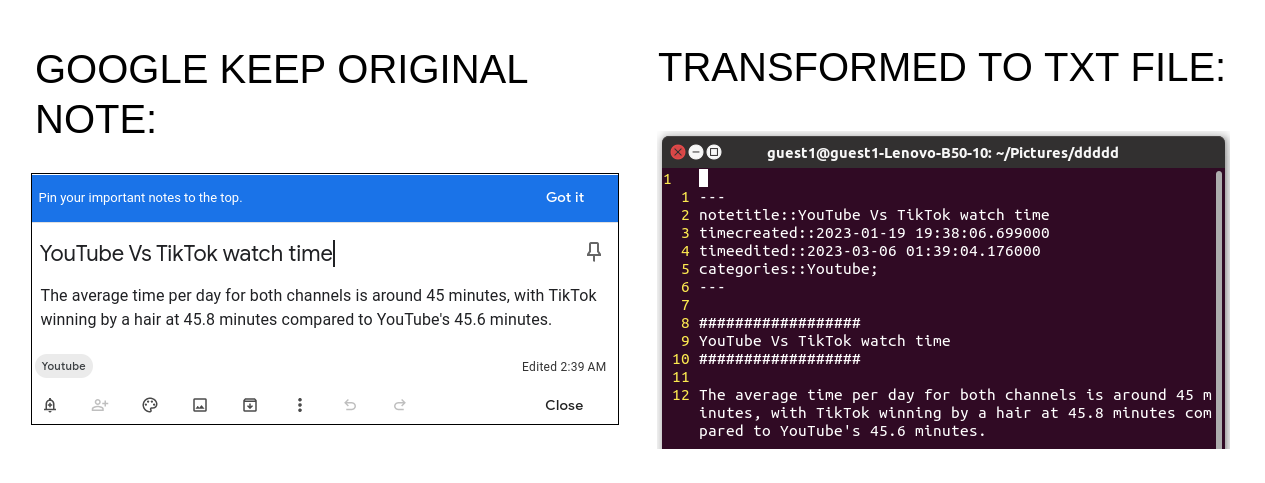 GOOGLE KEEP ORIGINAL
NOTE:
Pin your important notes to the top.
Got it
YouTube Vs TikTok watch time
The average time per day for both channels is around 45 minutes, with TikTok
winning by a hair at 45.8 minutes compared to YouTube's 45.6 minutes.
Youtube
Edited 2:39 AM
Close
TRANSFORMED TO TXT FILE:
guest1@guest1-Lenovo-B50-10: ~/Pictures/ddddd
1
1 ---
2 notetitle::YouTube Vs TikTok watch time
3 timecreated::2023-01-19 19:38:06.699000
4 timeedited::2023-03-06 01:39:04.176000
5 categories::Youtube;
6 ---
7
8 ##################
9 YouTube Vs TikTok watch time
10 ##################
11
12 The average time per day for both channels is around 45 m
inutes, with TikTok winning by a hair at 45.8 minutes com
pared to YouTube's 45.6 minutes.